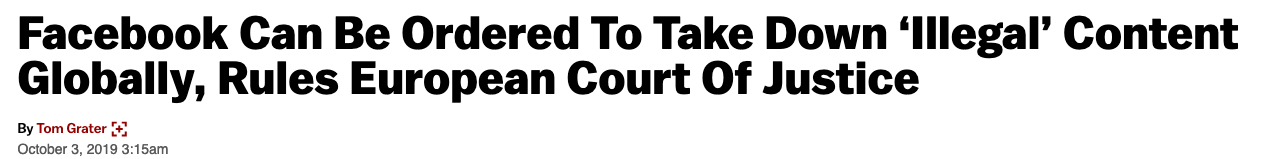 Facebook Can Be Ordered To Take Down ‘Illegal’ Content
Globally, Rules European Court Of Justice
By Tom Grater
October 3, 2019 3:15am